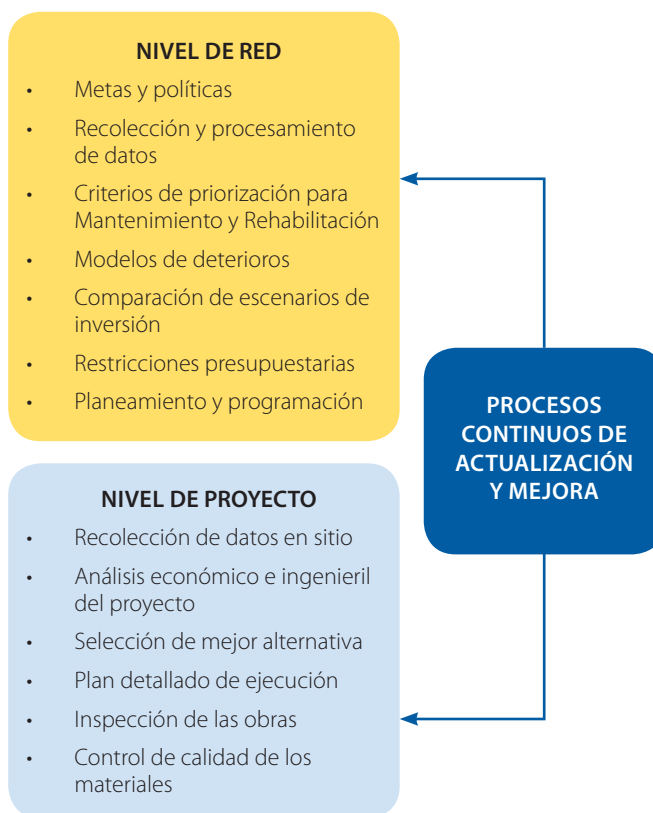 NIVEL DE RED
• Metas y políticas
• Recolección y procesamiento
de datos
• Criterios de priorización para
Mantenimiento y Rehabilitación
• Modelos de deterioros
• Comparación de escenarios de
inversión
• Restricciones presupuestarias
• Planeamiento y programación
PROCESOS
CONTINUOS DE
ACTUALIZACIÓN
Y MEJORA
NIVEL DE PROYECTO
• Recolección de datos en sitio
• Análisis económico e ingenieril
del proyecto
• Selección de mejor alternativa
• Plan detallado de ejecución
• Inspección de las obras
• Control de calidad de los
materiales